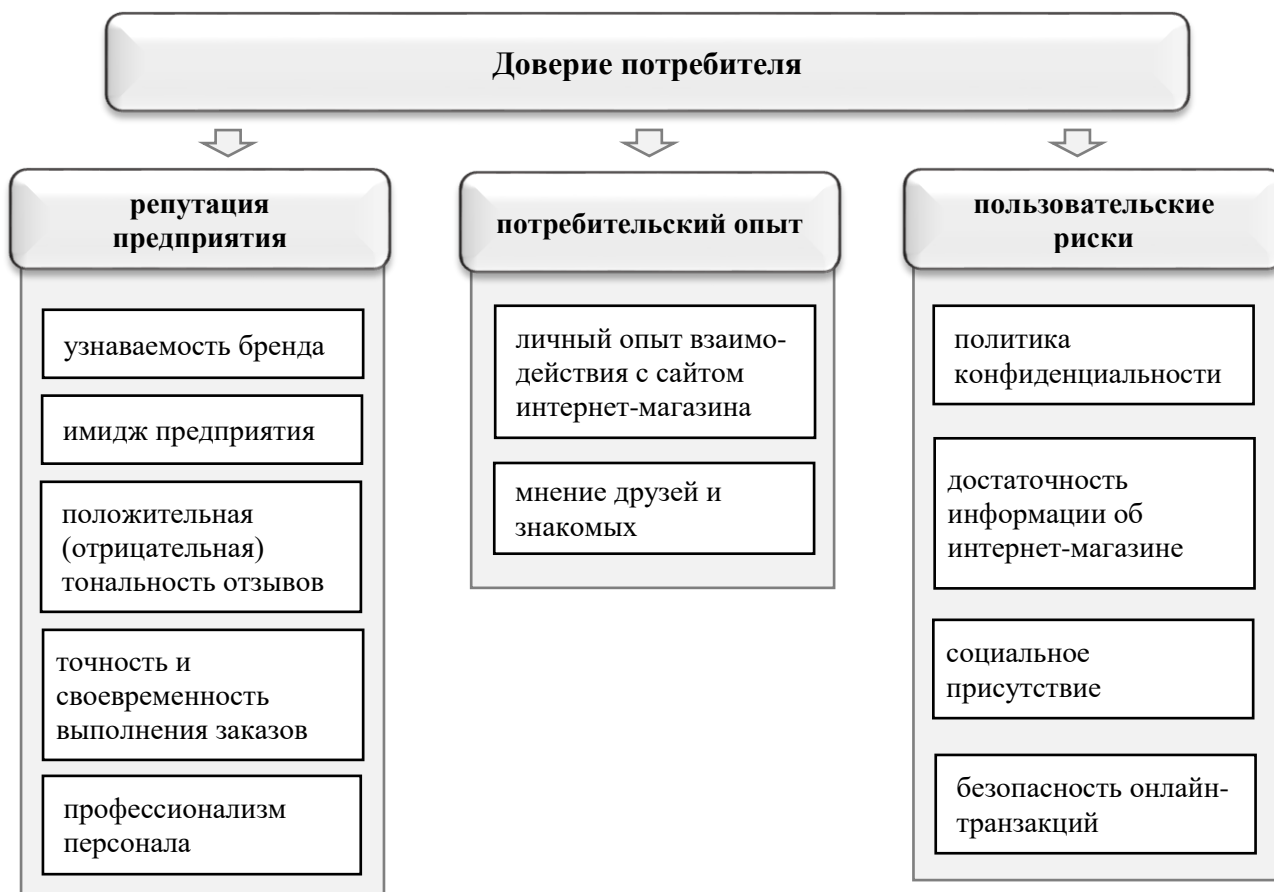 Доверие потребителя
репутация
предприятия
узнаваемость бренда
имидж предприятия
положительная
(отрицательная)
тональность отзывов
точность и
своевременность
выполнения заказов
профессионализм
персонала
потребительский опыт
личный опыт взаимо-
действия с сайтом
интернет-магазина
мнение друзей и
знакомых
пользовательские
риски
политика
конфиденциальности
достаточность
информации об
интернет-магазине
социальное
присутствие
безопасность онлайн-
транзакций